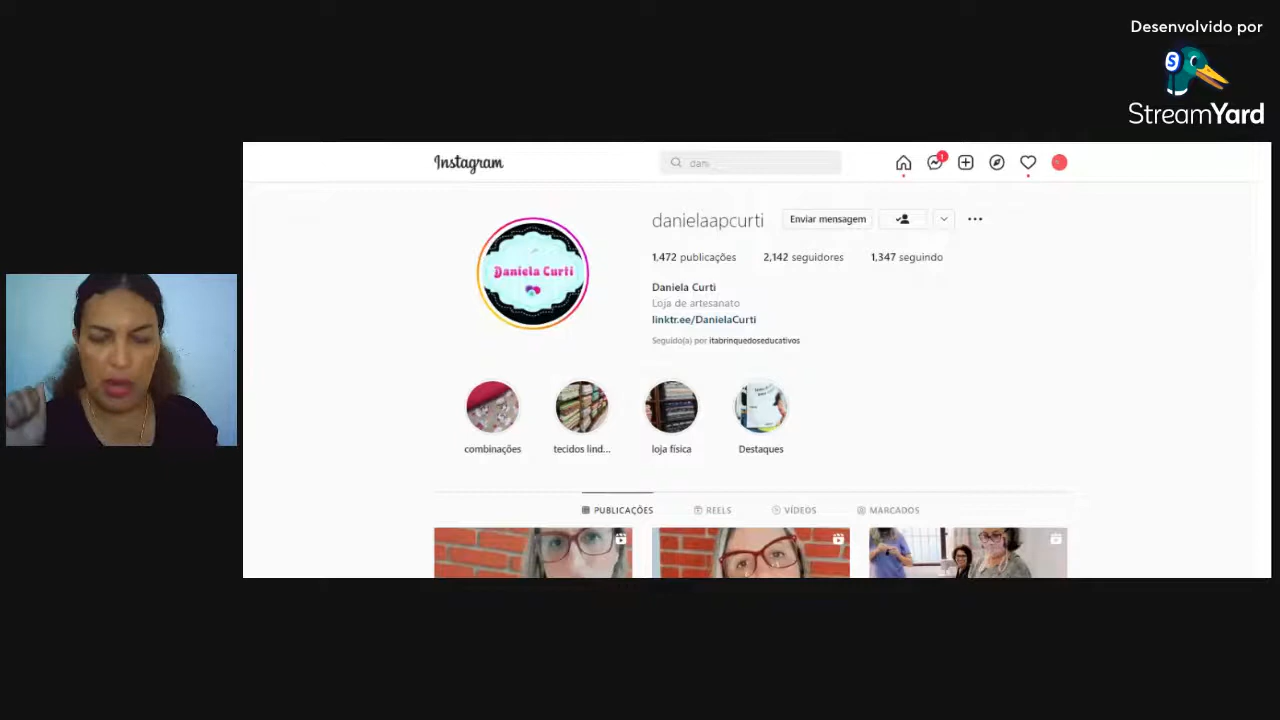 Desenvolvido por
StreamYard
Instagram
dani
1
danielaapcurti
Enviar mensagem
1,472 publicações 2,142 seguidores 1,347 seguindo
Daniela Curti
Daniela Curti
Loja de artesanato
linktr.ee/DanielaCurti
Seguido(a) por itabrinquedoseducativos
combinações tecidos lind... loja física Destaques
PUBLICAÇÕES REELS VÍDEOS MARCADOS